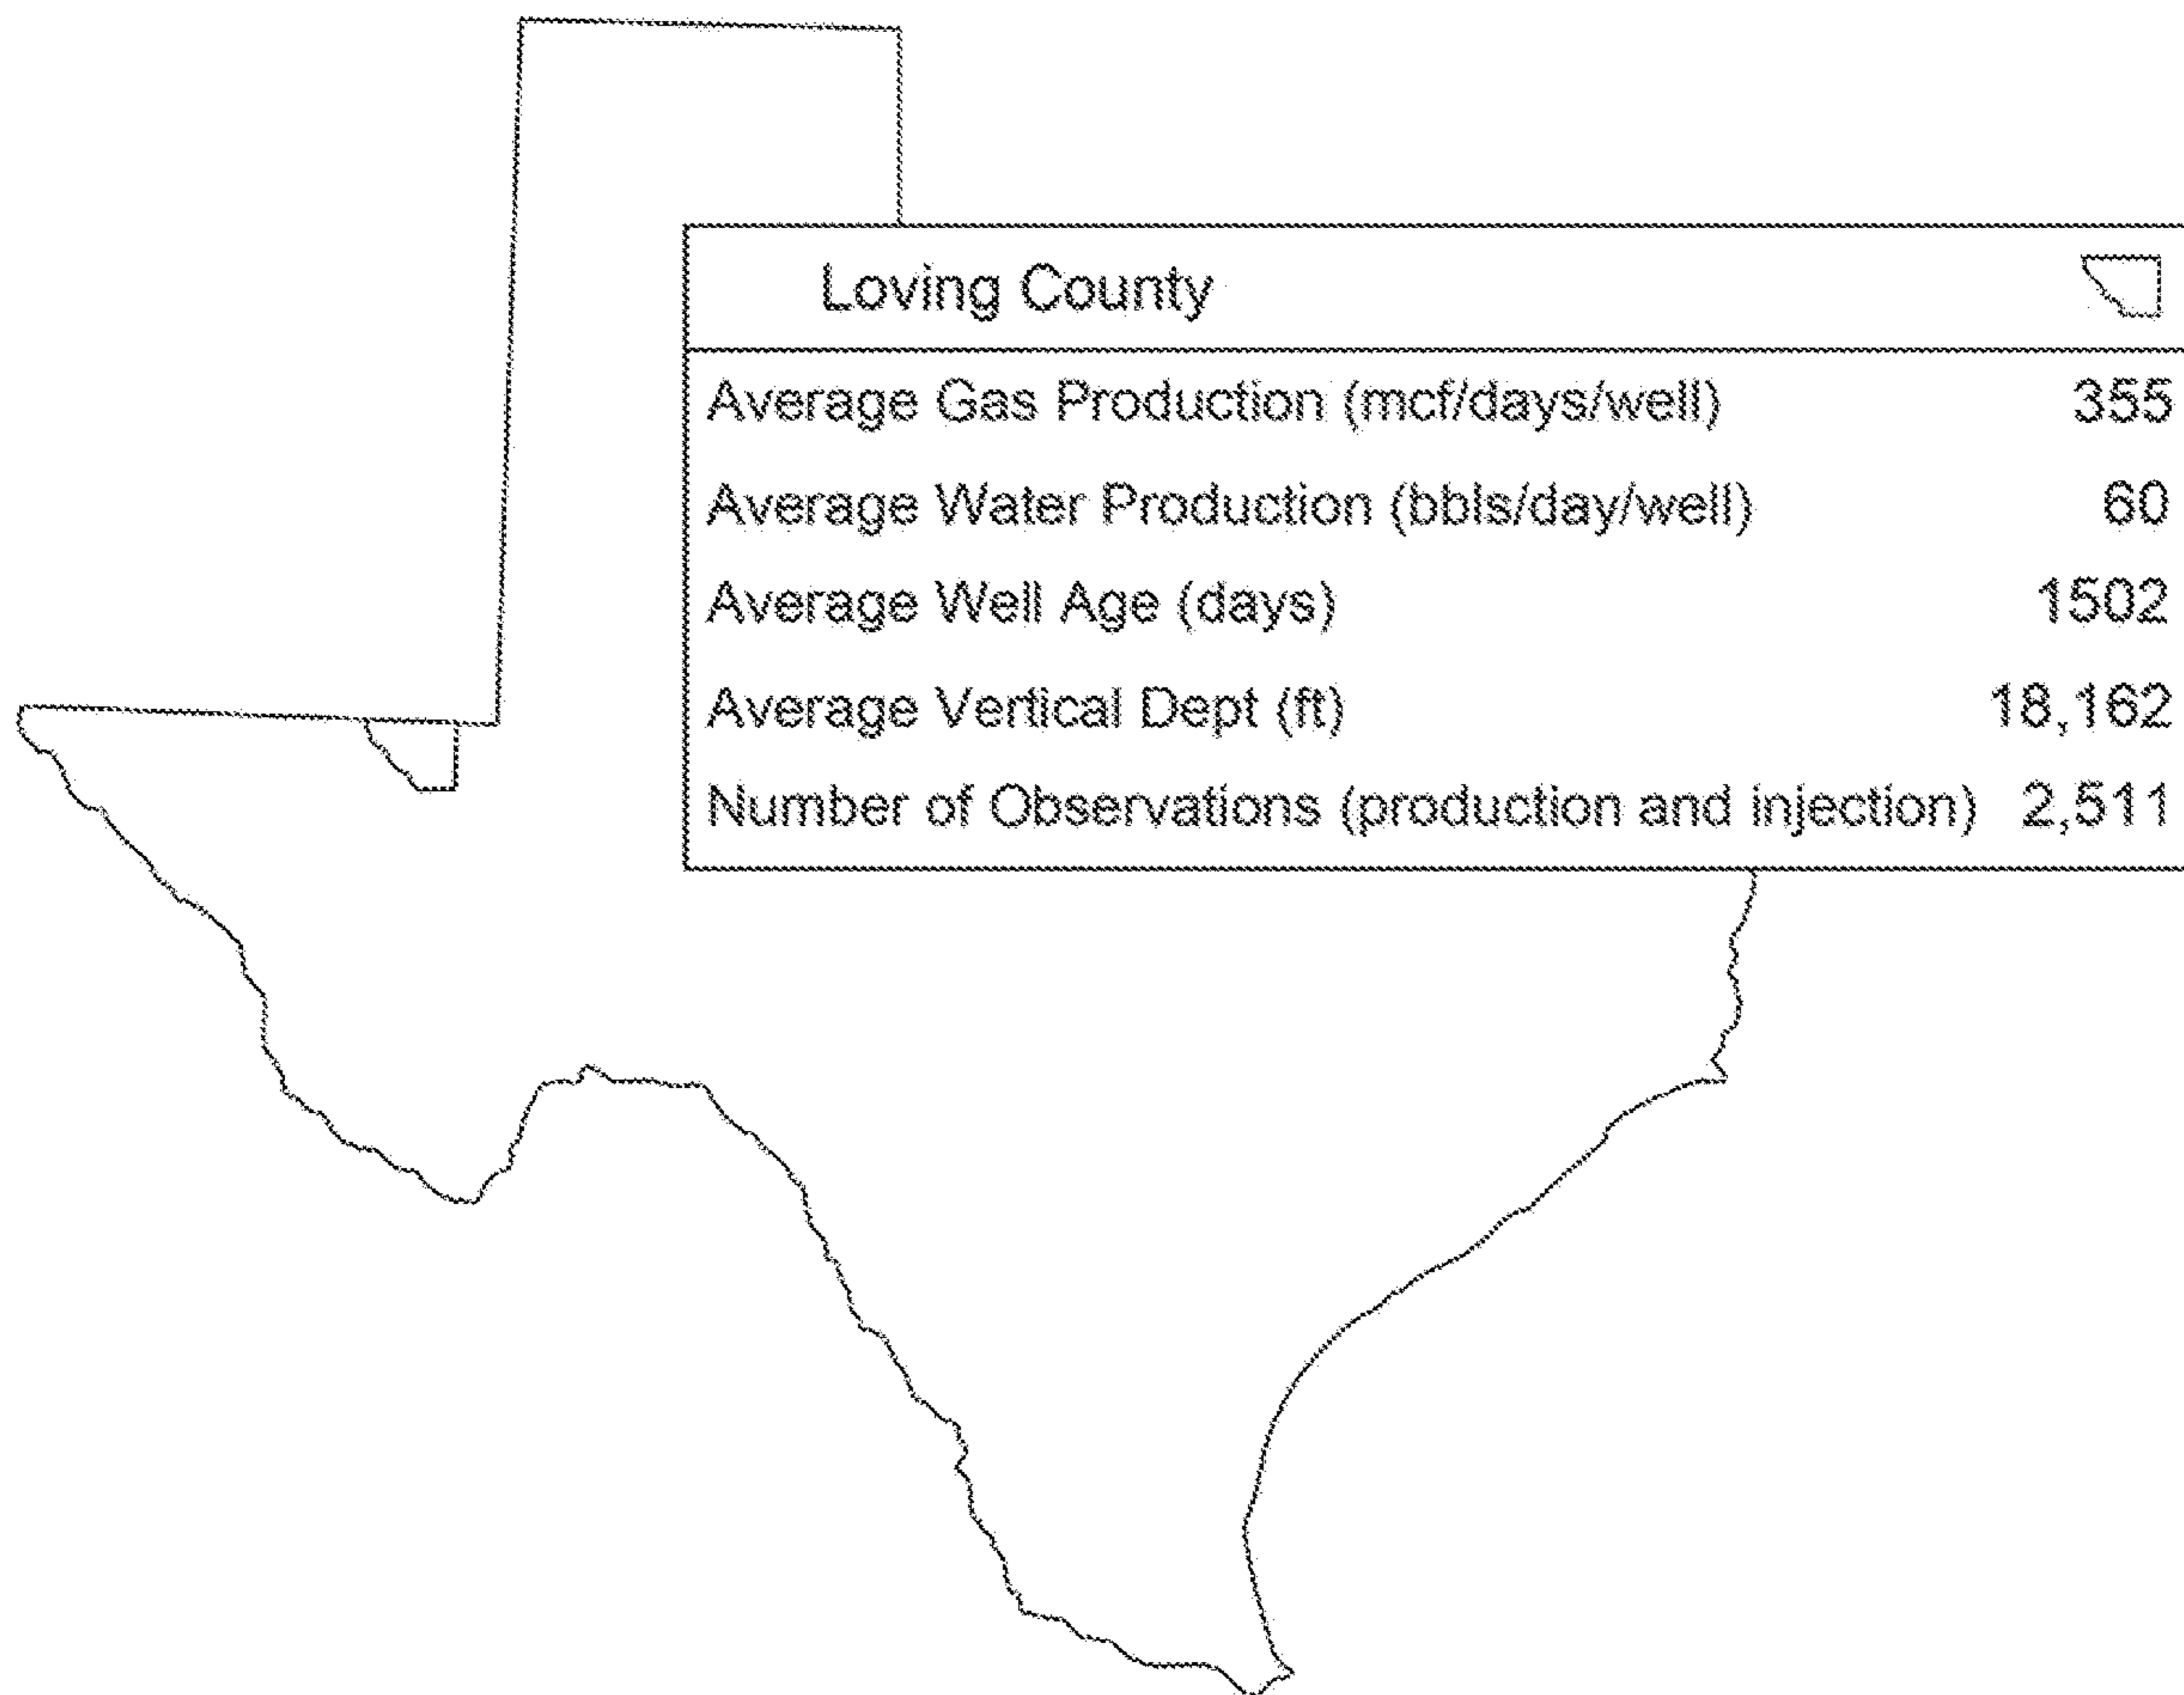 Loving County
Average Gas Production (mcf/days/well) 355
Average Water Production (bbls/day/well) 60
Average Well Age (days) 1502
Average Vertical Dept (ft) 18,162
Number of Observations (production and injection) 2,511